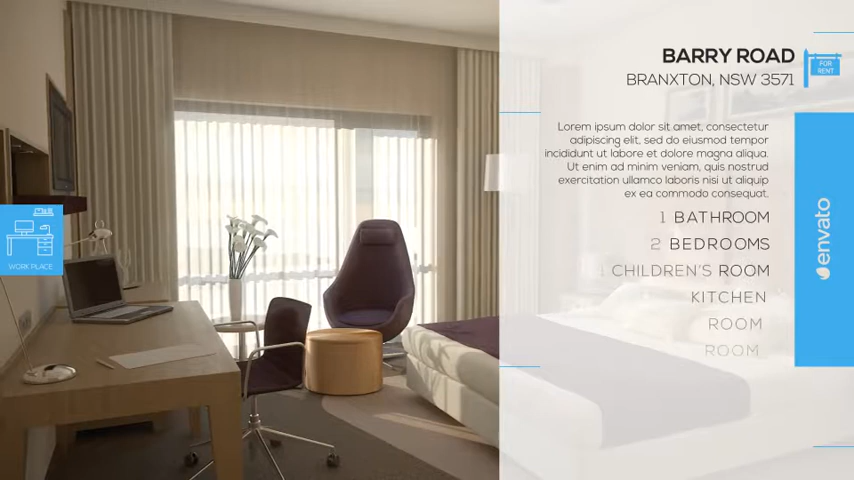 BARRY ROAD
BRANXTON, NSW 3571
FOR
RENT
Lorem ipsum dolor sit amet, consectetur
adipiscing elit, sed do eiusmod tempor
incididunt ut labore et dolore magna aliqua.
Ut enim ad minim veniam, quis nostrud
exercitation ullamco laboris nisi ut aliquip
ex ea commodo consequat.
1 BATHROOM
2 BEDROOMS
1 CHILDREN'S ROOM
KITCHEN
ROOM
ROOM
envato
WORK PLACE